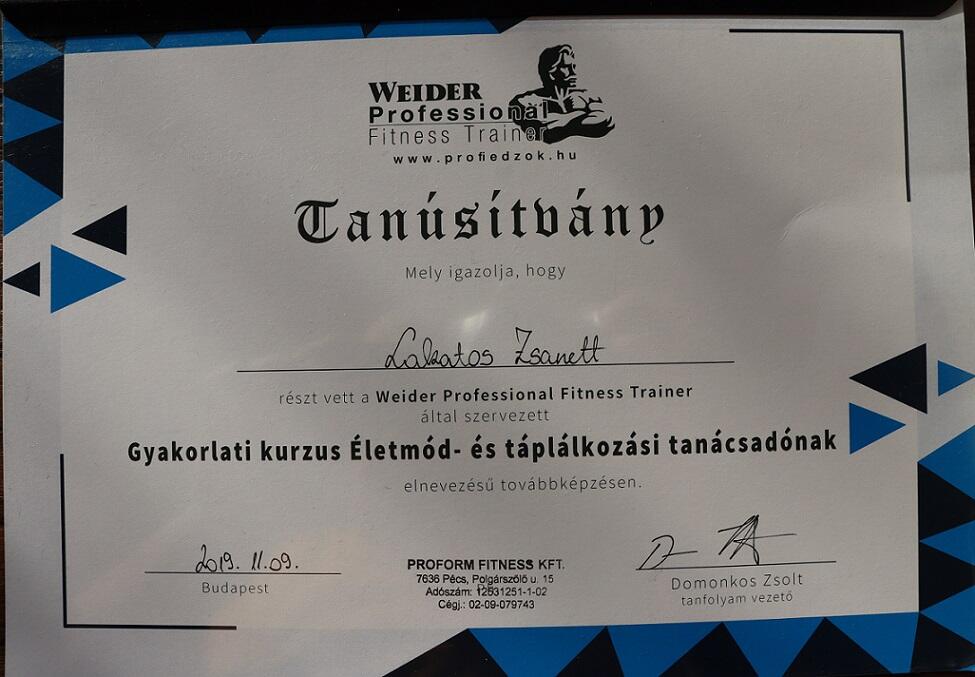 WEIDER
Professional
Fitness Trainer
www.profiedzok.hu
Tanúsítvány
Mely igazolja, hogy
Lakatos Zsanett
részt vett a Weider Professional Fitness Trainer
által szervezett
Gyakorlati kurzus Életmód- és táplálkozási tanácsadónak
elnevezésű továbbképzésen.
2019. 11.09.
Budapest
PROFORM FITNESS KFT.
7636 Pécs, Polgárszőlő u. 15
Adószám: 12531251-1-02
Cégj.: 02-09-079743
Domonkos Zsolt
tanfolyam vezető